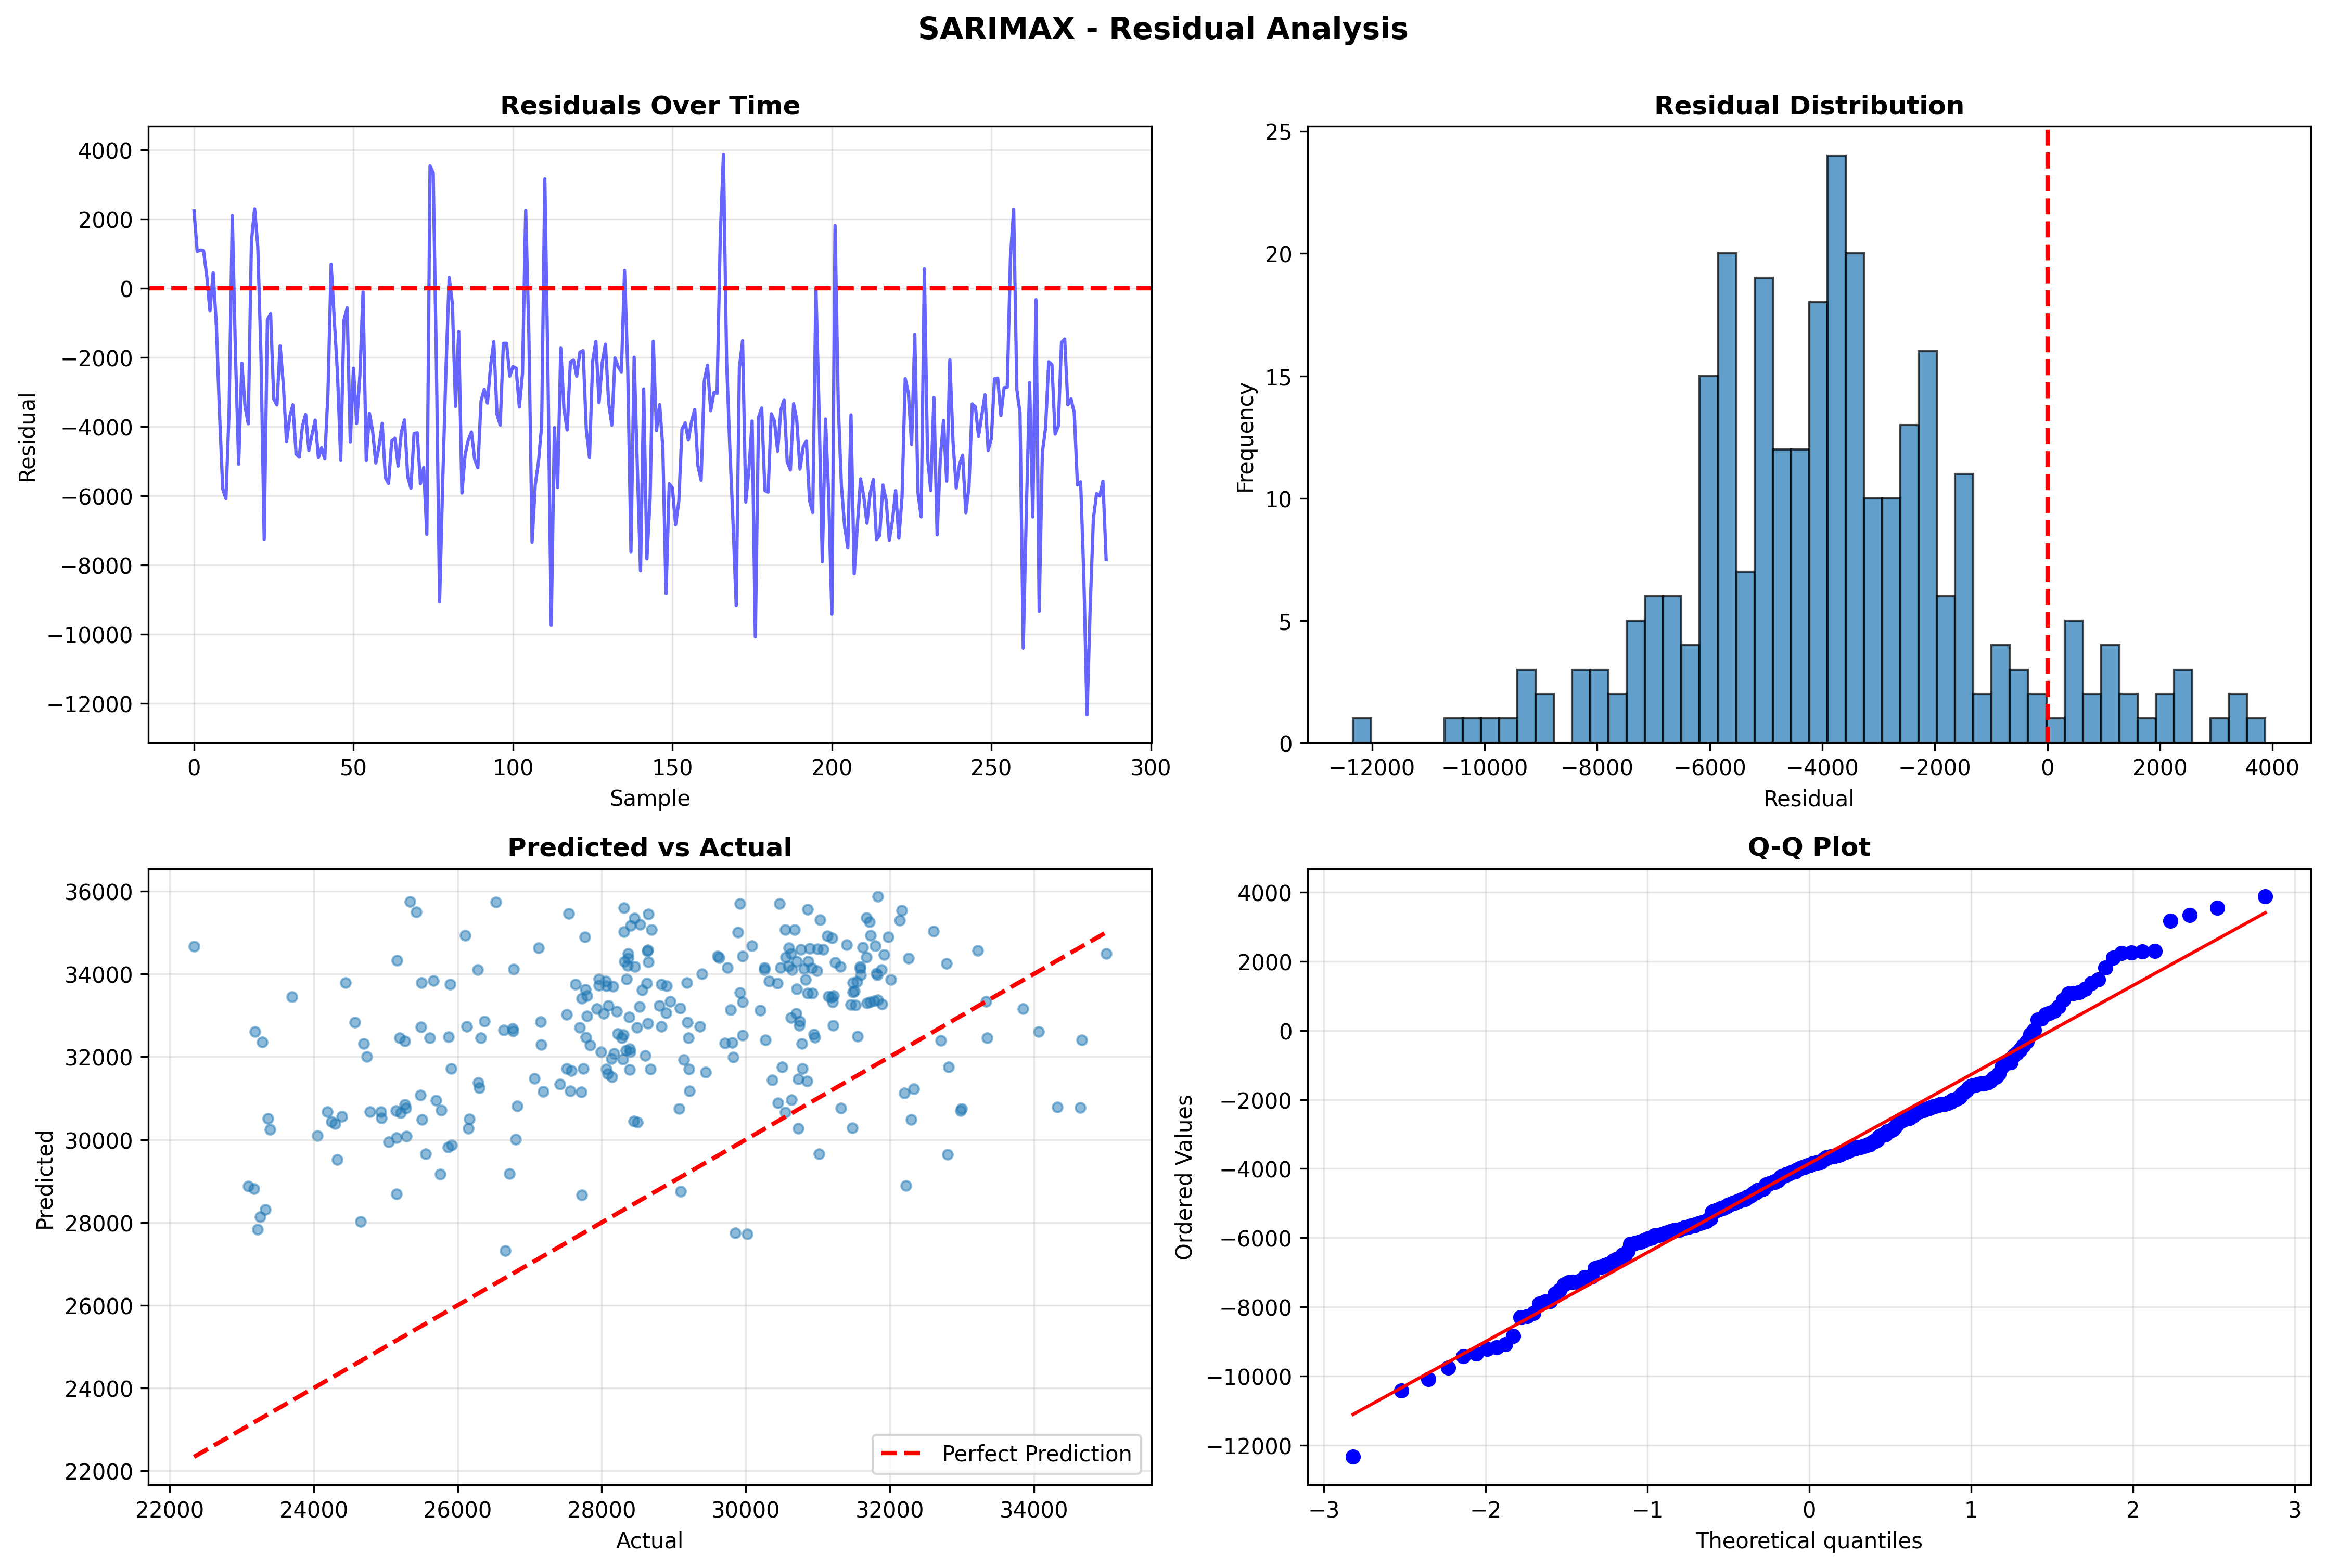 SARIMAX - Residual Analysis
Residuals Over Time
4000
2000
0
−2000
−4000
−6000
−8000
−10000
−12000
Residual
0 50 100 150 200 250 300
Sample
Residual Distribution
25
20
15
10
5
0
Frequency
−12000 −10000 −8000 −6000 −4000 −2000 0 2000 4000
Residual
Predicted vs Actual
36000
34000
32000
30000
28000
26000
24000
22000
Predicted
Perfect Prediction
22000 24000 26000 28000 30000 32000 34000
Actual
Q-Q Plot
4000
2000
0
−2000
−4000
−6000
−8000
−10000
−12000
Ordered Values
−3 −2 −1 0 1 2 3
Theoretical quantiles